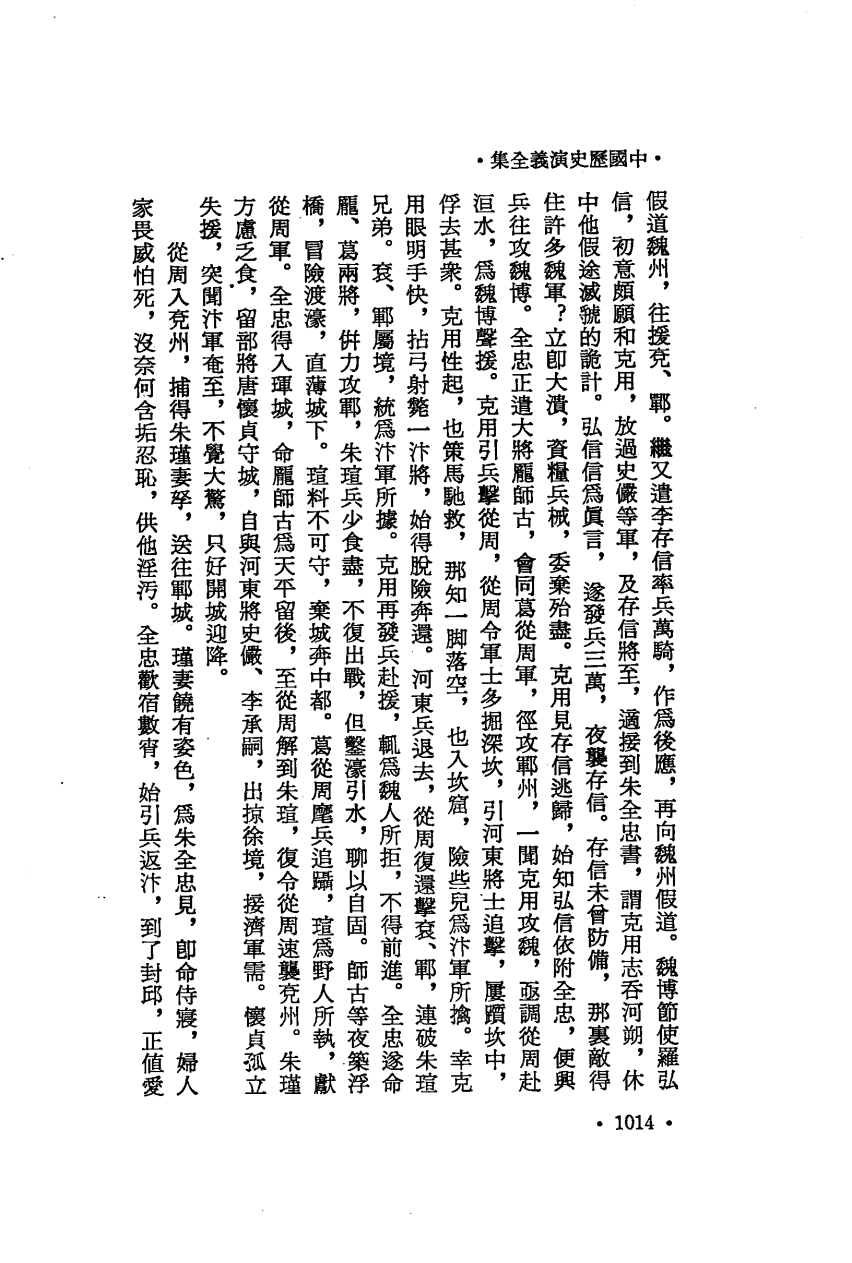 •集全義演史歷國中•
假道魏州，往援兗、鄆。繼又遣李存信率兵萬騎，作爲後應，再向魏州假道。魏博節使羅弘
信，初意頗願和克用，放過史儼等軍，及存信將至，適接到朱全忠書，謂克用志吞河朔，休
中他假途滅虢的詭計。弘信信爲眞言，遂發兵三萬，夜襲存信。存信未曾防備，那裏敵得
住許多魏軍？立卽大潰，資糧兵械，委棄殆盡。克用見存信逃歸，始知弘信依附全忠，便興
兵往攻魏博。全忠正遣大將龎師古，會同葛從周軍，徑攻鄆州，一聞克用攻魏，亟調從周赴
洹水，爲魏博聲援。克用引兵擊從周，從周令軍士多掘深坎，引河東將士追擊，屢躓坎中，
俘去甚衆。克用性起，也策馬馳救，那知一脚落空，也入坎窟，險些兒爲汴軍所擒。幸克
用眼明手快，拈弓射斃一汴將，始得脫險奔還。河東兵退去，從周復還擊兗、鄆，連破朱瑄
兄弟。兗、鄆屬境，統爲汴軍所據。克用再發兵赴援，輒爲魏人所拒，不得前進。全忠遂命
龎、葛兩將，倂力攻鄆，朱瑄兵少食盡，不復出戰，但鑿濠引水，聊以自固。師古等夜築浮
橋，冒險渡濠，直薄城下。瑄料不可守，棄城奔中都。葛從周麾兵追躡，瑄爲野人所執，獻
從周軍。全忠得入鄆城，命龎師古爲天平留後，至從周解到朱瑄，復令從周速襲兗州。朱瑾
方慮乏食，留部將唐懷貞守城，自與河東將史儼、李承嗣，出掠徐境，接濟軍需。懷貞孤立
失援，突聞汴軍奄至，不覺大驚，只好開城迎降。
從周入兗州，捕得朱瑾妻孥，送往鄆城。瑾妻饒有姿色，爲朱全忠見，卽命侍寢，婦人
家畏威怕死，沒奈何含垢忍恥，供他淫污。全忠歡宿數宵，始引兵返汴，到了封邱，正値愛
•1014•